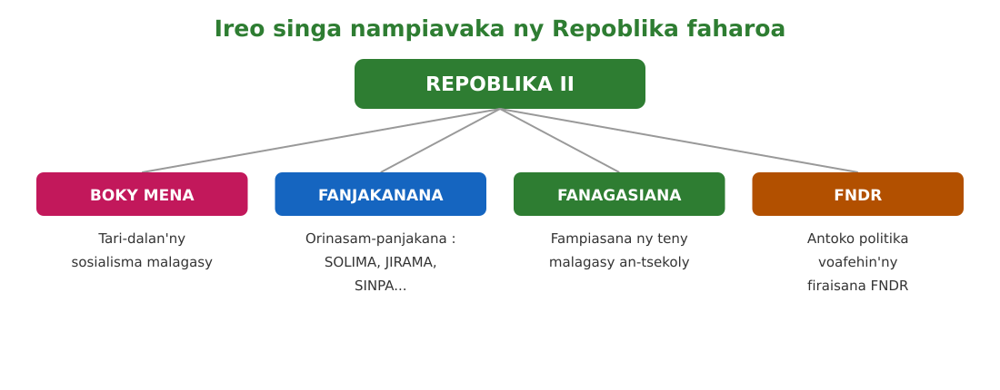 Ireo singa nampiavaka ny Repoblika faharoa
REPOBLIKA II
BOKY MENA
Tari-dalan'ny
sosialisma malagasy
FANJAKANANA
Orinasam-panjakana :
SOLIMA, JIRAMA,
SINPA...
FANAGASIANA
Fampiasana ny teny
malagasy an-tsekoly
FNDR
Antoko politika
voafehin'ny
firaisana FNDR